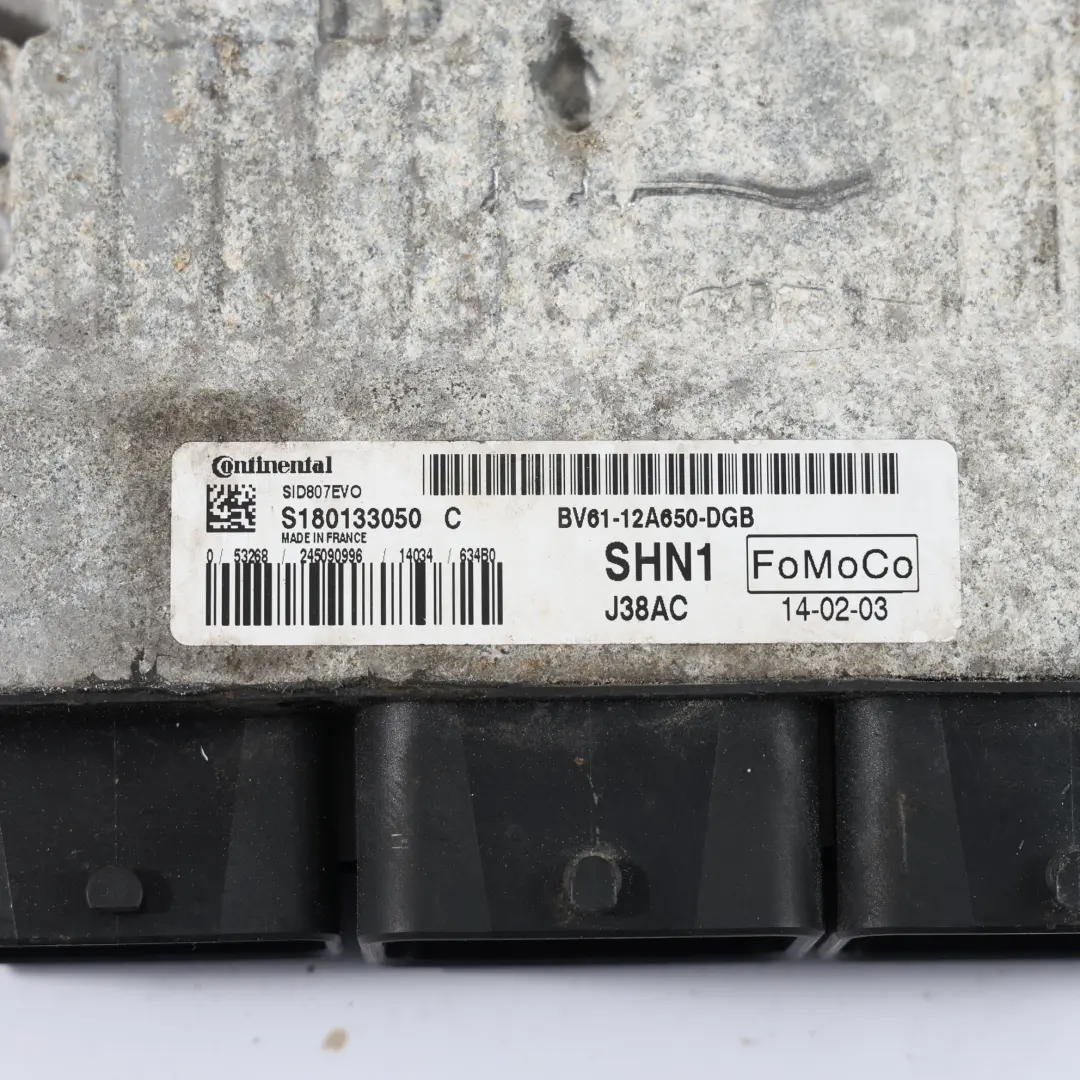 Continental
SID807EVO
S180133050 C
MADE IN FRANCE
0 / 53268 / 245090996 / 14034 / 634B0
BV61-12A650-DGB
SHN1
FoMoCo
J38AC
14-02-03